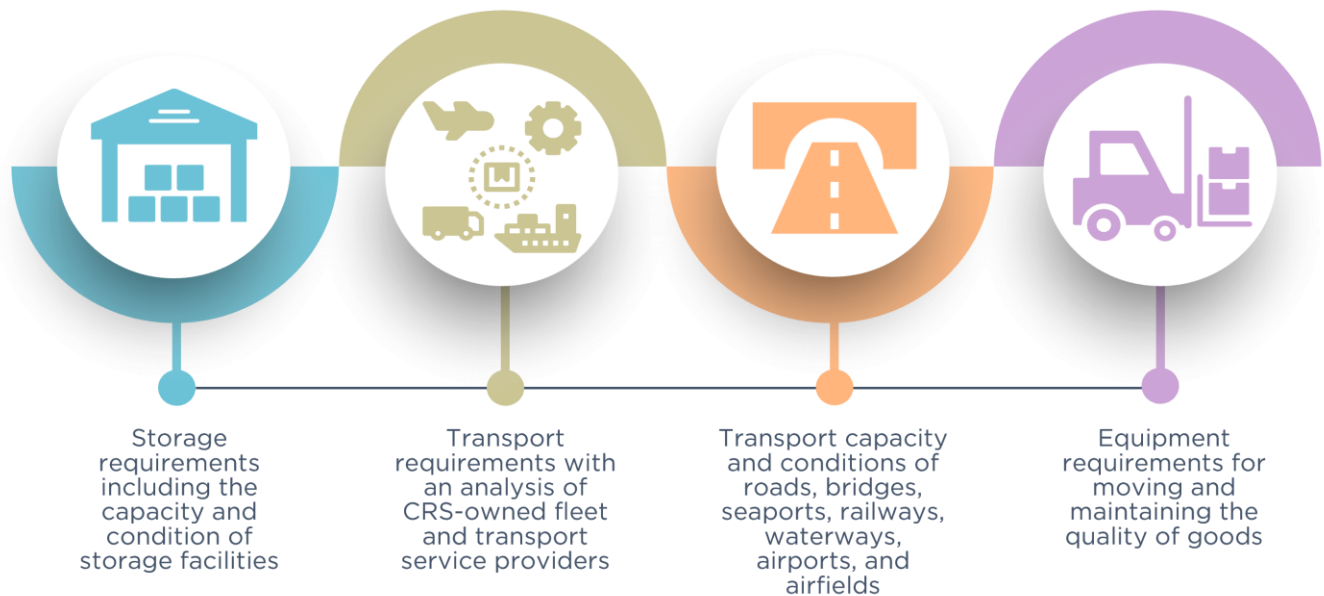 Storage
requirements
including the
capacity and
condition of
storage facilities
Transport
requirements with
an analysis of
CRS-owned fleet
and transport
service providers
Transport capacity
and conditions of
roads, bridges,
seaports, railways,
waterways,
airports, and
airfields
Equipment
requirements for
moving and
maintaining the
quality of goods